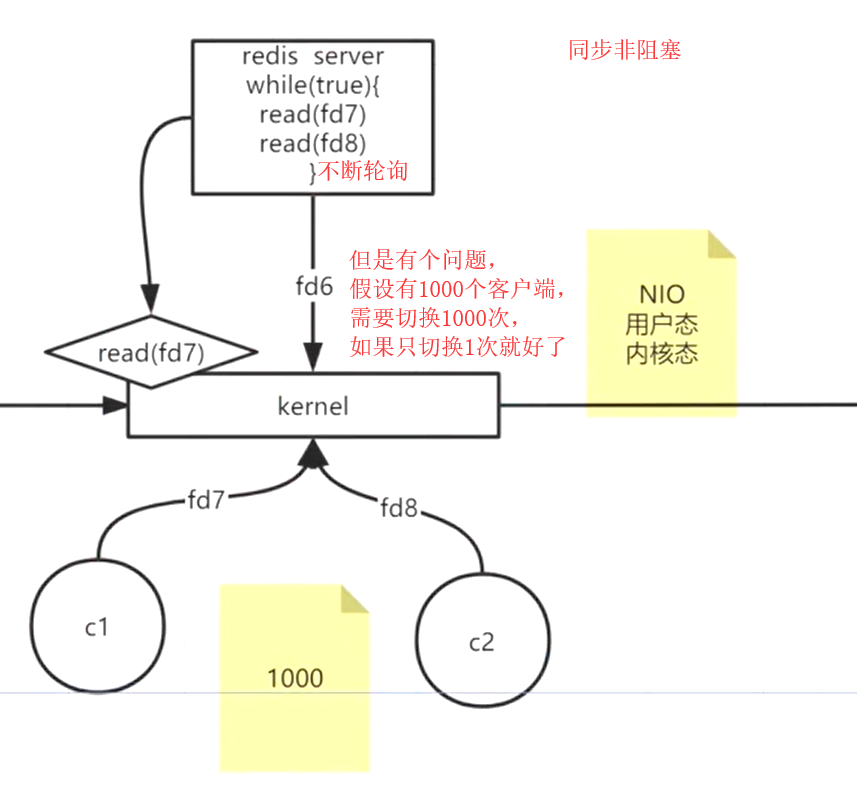 同步非阻塞
redis server
while(true){
read(fd7)
read(fd8)
}不断轮询
fd6
但是有个问题，
假设有1000个客户端，
需要切换1000次，
如果只切换1次就好了
NIO
用户态
内核态
read(fd7)
kernel
fd7
fd8
c1
c2
1000